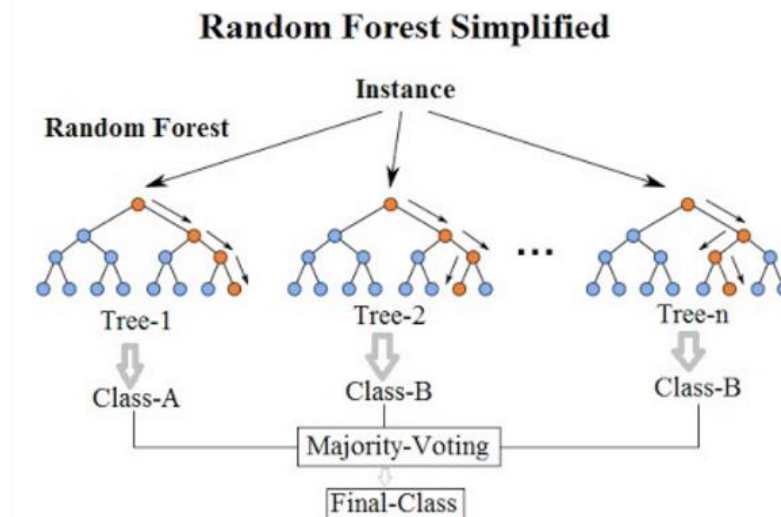 Random Forest Simplified
Instance
Random Forest
...
Tree-1
Tree-2
Tree-n
Class-A
Class-B
Class-B
Majority-Voting
Final-Class